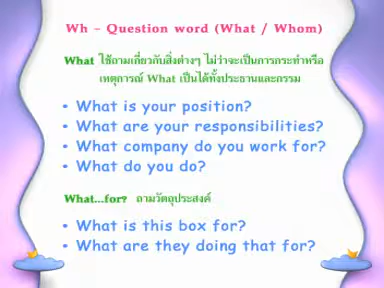 Wh - Question word (What / Whom)
What ใช้ถามเกี่ยวกับสิ่งต่างๆ ไม่ว่าจะเป็นการกระทำหรือ
เหตุการณ์ What เป็นได้ทั้งประธานและกรรม
• What is your position?
• What are your responsibilities?
• What company do you work for?
• What do you do?
What...for? ถามวัตถุประสงค์
• What is this box for?
• What are they doing that for?